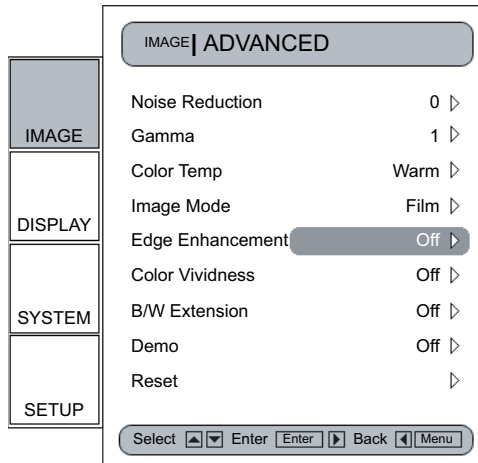 IMAGE| ADVANCED
IMAGE
DISPLAY
SYSTEM
SETUP
Noise Reduction 0
Gamma 1
Color Temp Warm
Image Mode Film
Edge Enhancement Off
Color Vividness Off
B/W Extension Off
Demo Off
Reset
Select Enter Enter Back Menu